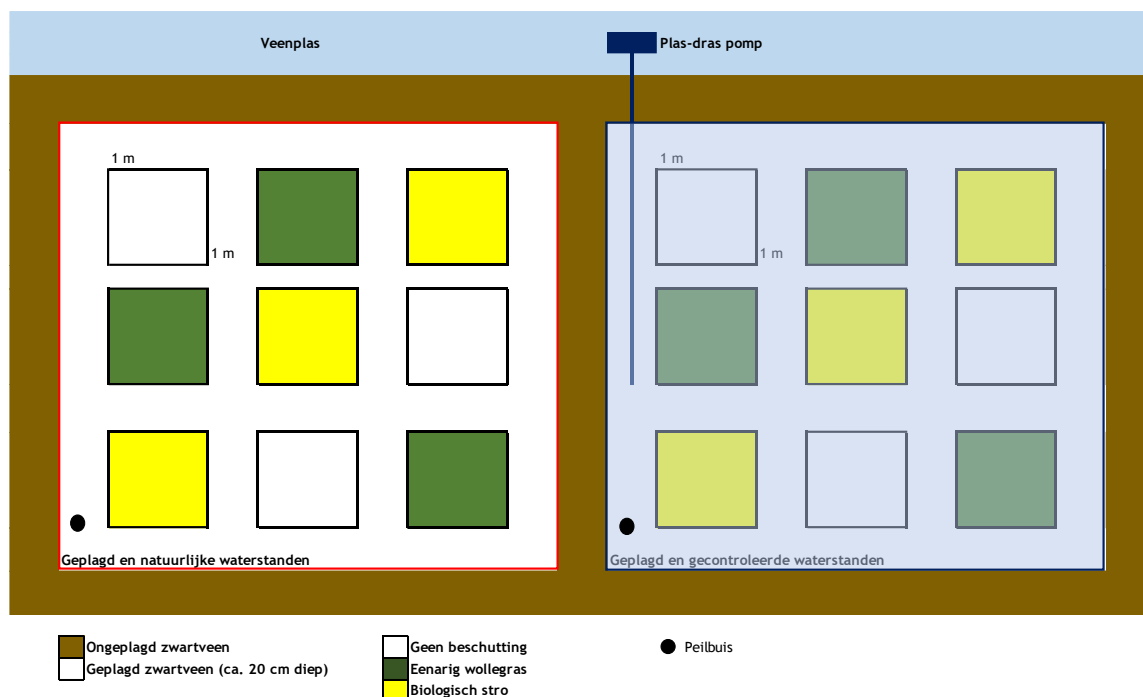 Veenplas
Plas-dras pomp
1 m
1 m
1 m
1 m
Geplagd en natuurlijke waterstanden
Geplagd en gecontroleerde waterstanden
Ongeplagd zwartveen
Geplagd zwartveen (ca. 20 cm diep)
Geen beschutting
Eenarig wollegras
Biologisch stro
Peilbuis